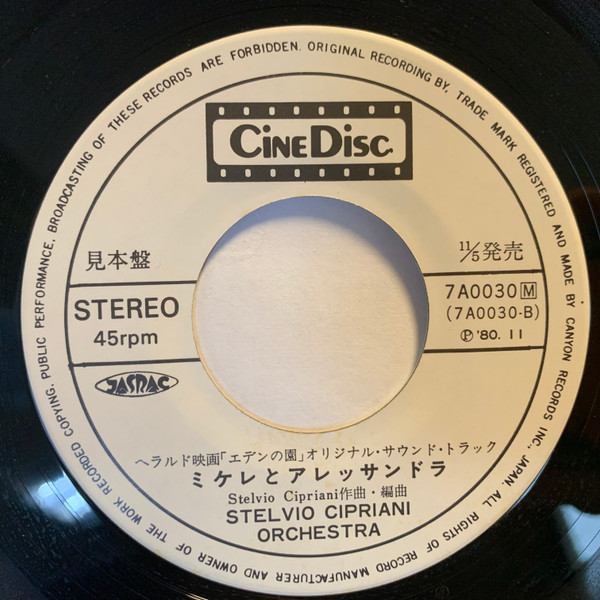 CINEDISC.
見本盤
11/5発売
STEREO
45rpm
7A0030 M
(7A0030-B)
Ⓟ'80.11
JASRAC
ヘラルド映画「エデンの園」オリジナル・サウンド・トラック
ミケレとアレッサンドラ
Stelvio Cipriani作曲・編曲
STELVIO CIPRIANI
ORCHESTRA
ORIGINAL RECORDING BY, TRADE MARK REGISTERED AND MADE BY CANYON RECORDS INC., JAPAN. ALL RIGHTS OF RECORD MANUFACTURER AND OWNER OF THE WORK RECORDED COPYING, PUBLIC PERFORMANCE, BROADCASTING OF THESE RECORDS ARE FORBIDDEN.